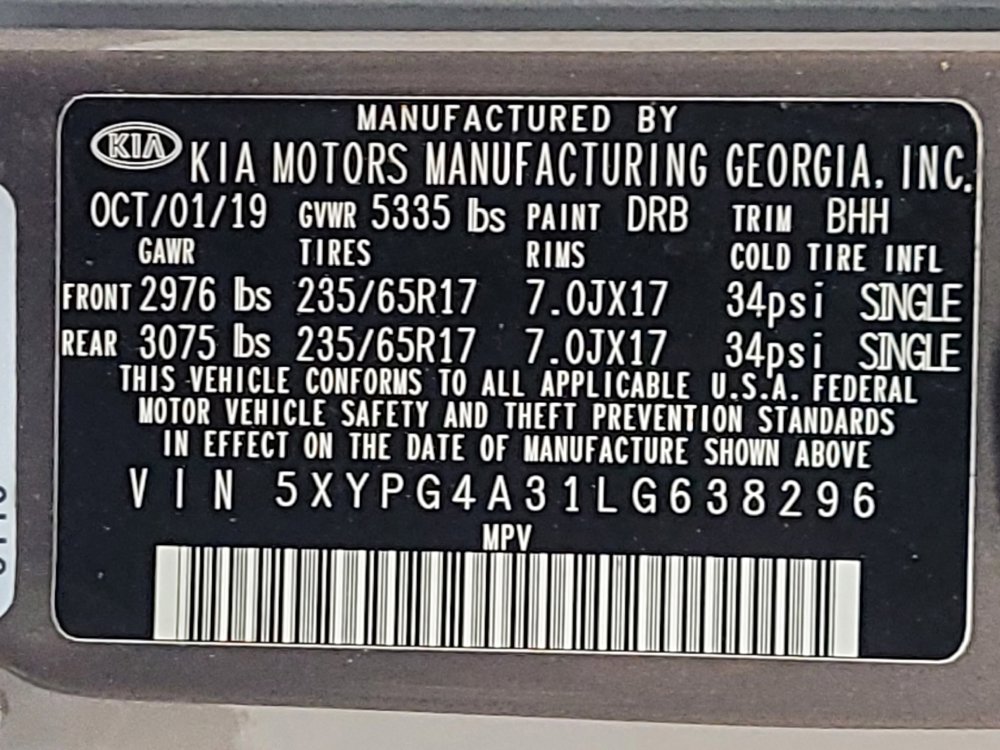 MANUFACTURED BY
KIA KIA MOTORS MANUFACTURING GEORGIA, INC.
OCT/01/19 GVWR 5335 lbs PAINT DRB TRIM BHH
GAWR TIRES RIMS COLD TIRE INFL
FRONT 2976 lbs 235/65R17 7.0JX17 34psi SINGLE
REAR 3075 lbs 235/65R17 7.0JX17 34psi SINGLE
THIS VEHICLE CONFORMS TO ALL APPLICABLE U.S.A. FEDERAL
MOTOR VEHICLE SAFETY AND THEFT PREVENTION STANDARDS
IN EFFECT ON THE DATE OF MANUFACTURE SHOWN ABOVE
VIN 5XYPG4A31LG638296
MPV